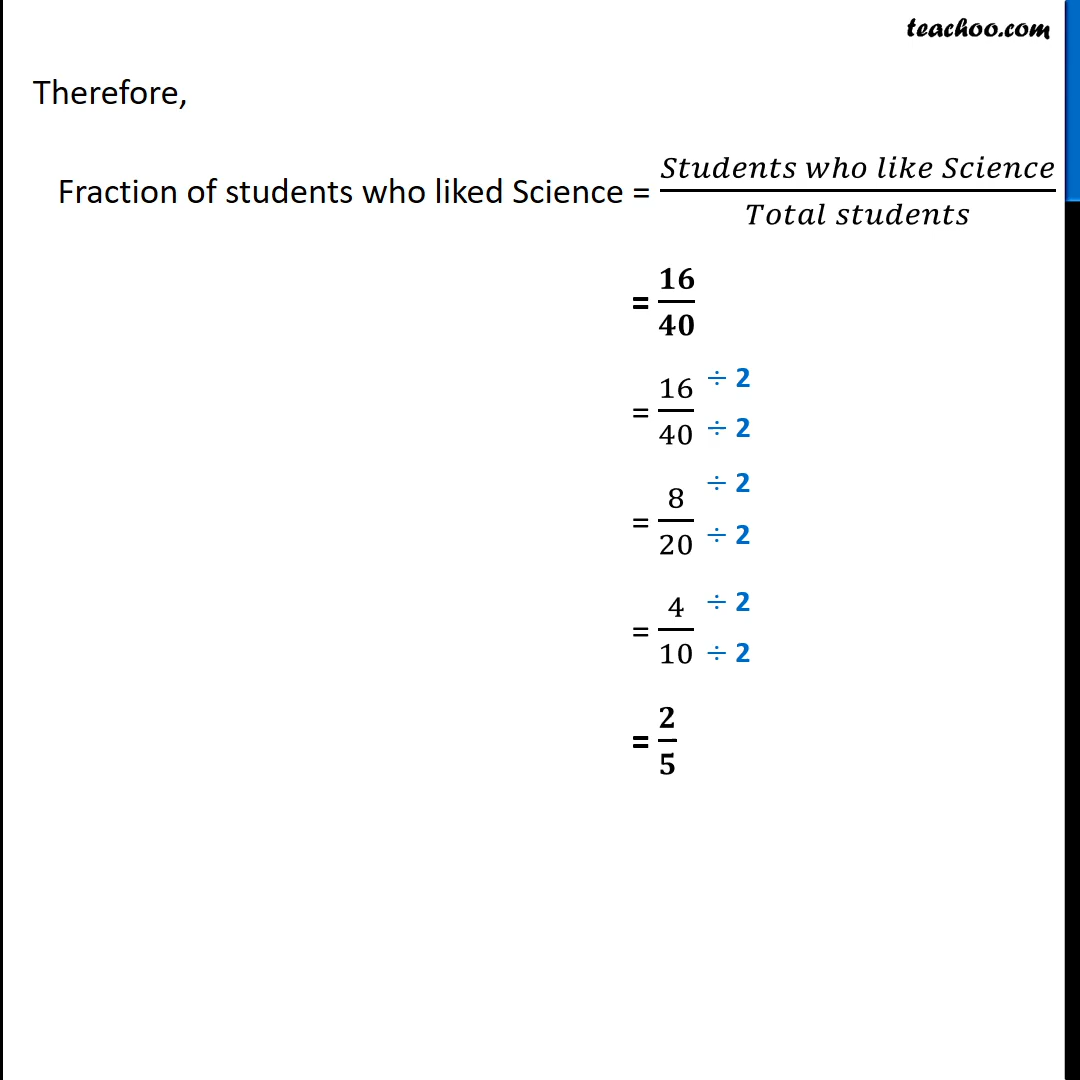 teachoo.com
Therefore,
Fraction of students who liked Science = Students who like Science / Total students
= 16/40
= 16/40 ÷ 2 ÷ 2
= 8/20 ÷ 2 ÷ 2
= 4/10 ÷ 2 ÷ 2
= 2/5